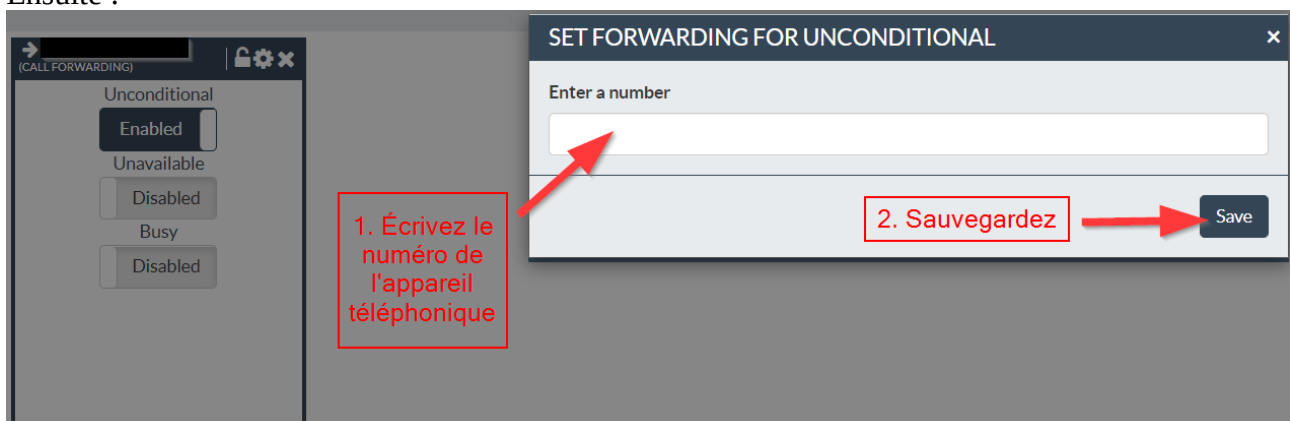 Ensuite :
SET FORWARDING FOR UNCONDITIONAL ×
(CALL FORWARDING)
Unconditional
Enabled
Unavailable
Disabled
Busy
Disabled
Enter a number
1. Écrivez le
numéro de
l'appareil
téléphonique
2. Sauvegardez
Save